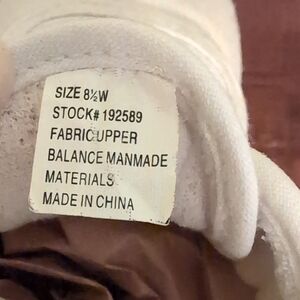 SIZE 8½W
STOCK# 192589
FABRIC UPPER
BALANCE MANMADE
MATERIALS
MADE IN CHINA